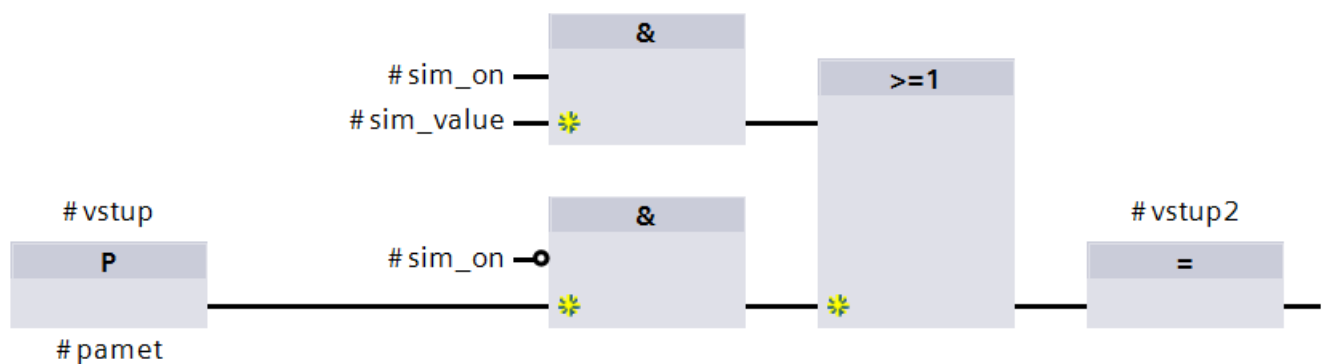 &
#sim_on
#sim_value
>=1
#vstup
P
#pamet
&
#sim_on
#vstup2
=